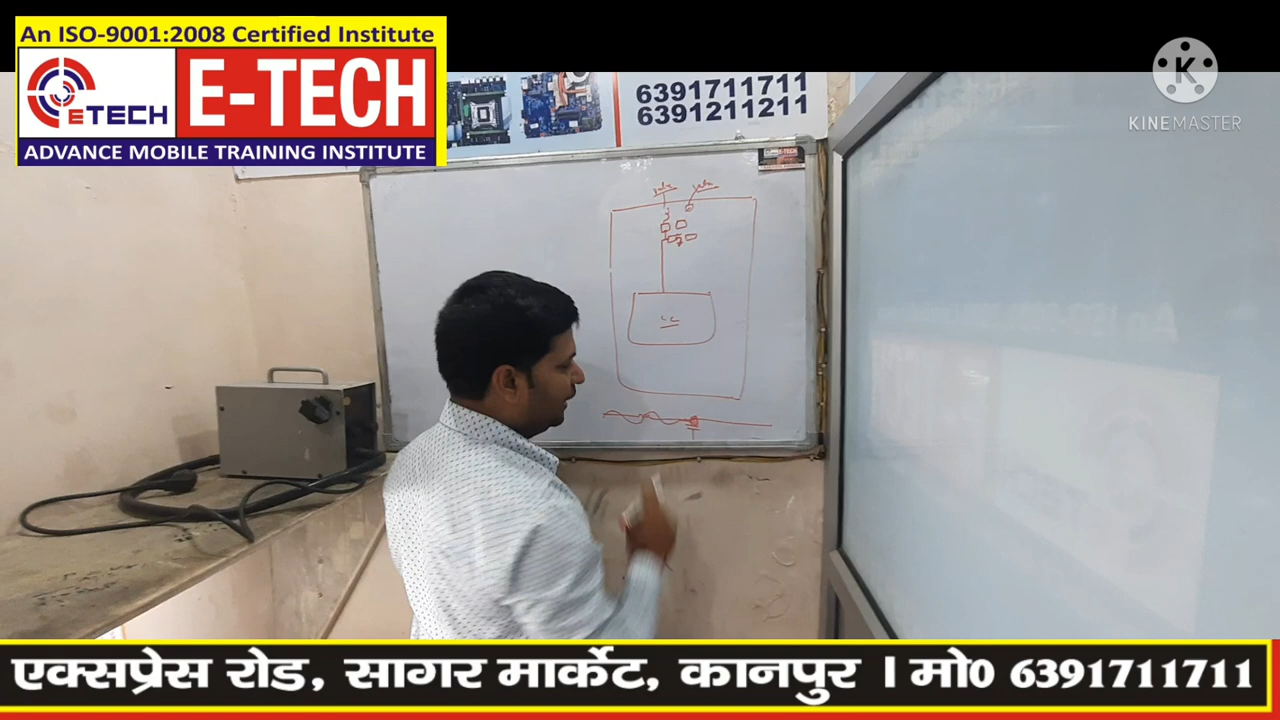 An ISO-9001:2008 Certified Institute
eTECH
E-TECH
ADVANCE MOBILE TRAINING INSTITUTE
6391711711
6391211211
E-TECH
K
KINEMASTER
एक्सप्रेस रोड, सागर मार्केट, कानपुर । मो0 6391711711